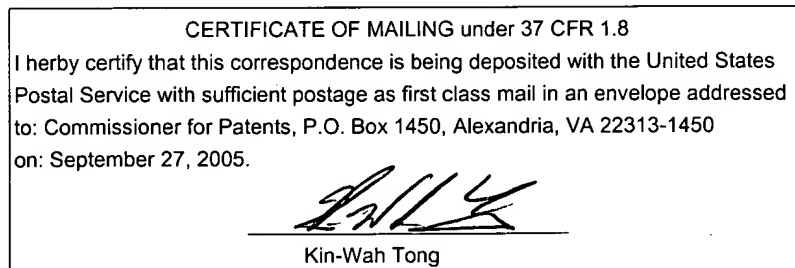 CERTIFICATE OF MAILING under 37 CFR 1.8
I herby certify that this correspondence is being deposited with the United States
Postal Service with sufficient postage as first class mail in an envelope addressed
to: Commissioner for Patents, P.O. Box 1450, Alexandria, VA 22313-1450
on: September 27, 2005.
Kin-Wah Tong